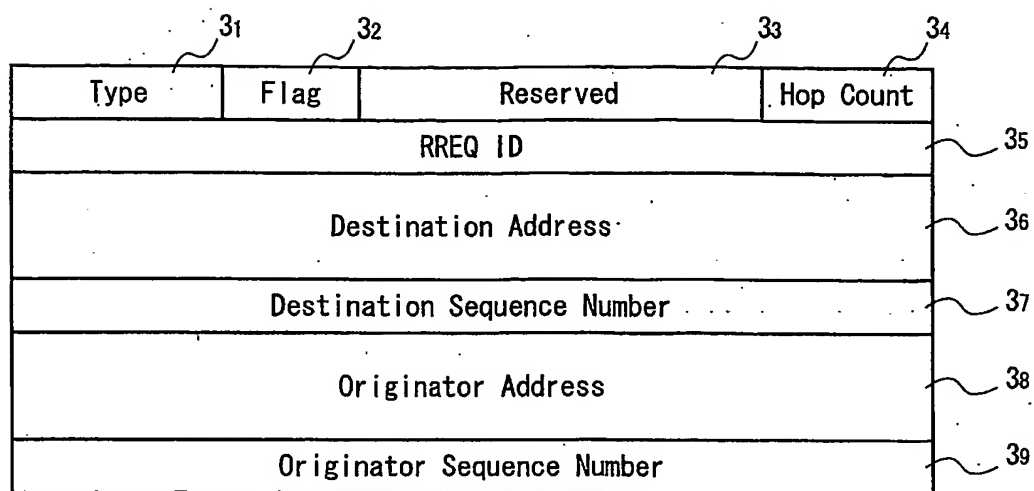 31 32 33 34
Type Flag Reserved Hop Count
RREQ ID 35
Destination Address 36
Destination Sequence Number 37
Originator Address 38
Originator Sequence Number 39